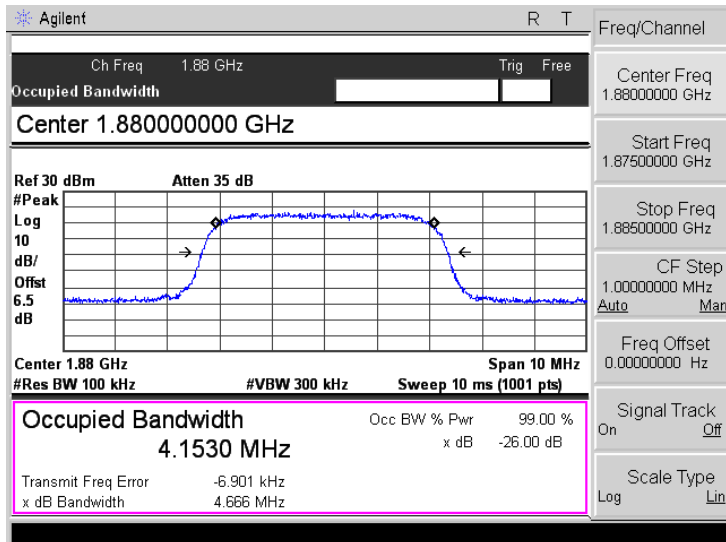 Agilent R T
Freq/Channel
Ch Freq 1.88 GHz Trig Free
Occupied Bandwidth
Center 1.880000000 GHz
Ref 30 dBm Atten 35 dB
#Peak
Log
10
dB/
Offst
6.5
dB
Center 1.88 GHz Span 10 MHz
#Res BW 100 kHz #VBW 300 kHz Sweep 10 ms (1001 pts)
Occupied Bandwidth
4.1530 MHz
Occ BW % Pwr 99.00 %
x dB -26.00 dB
Transmit Freq Error -6.901 kHz
x dB Bandwidth 4.666 MHz
Center Freq
1.88000000 GHz
Start Freq
1.87500000 GHz
Stop Freq
1.88500000 GHz
CF Step
1.00000000 MHz
Auto Man
Freq Offset
0.00000000 Hz
Signal Track
On Off
Scale Type
Log Lin